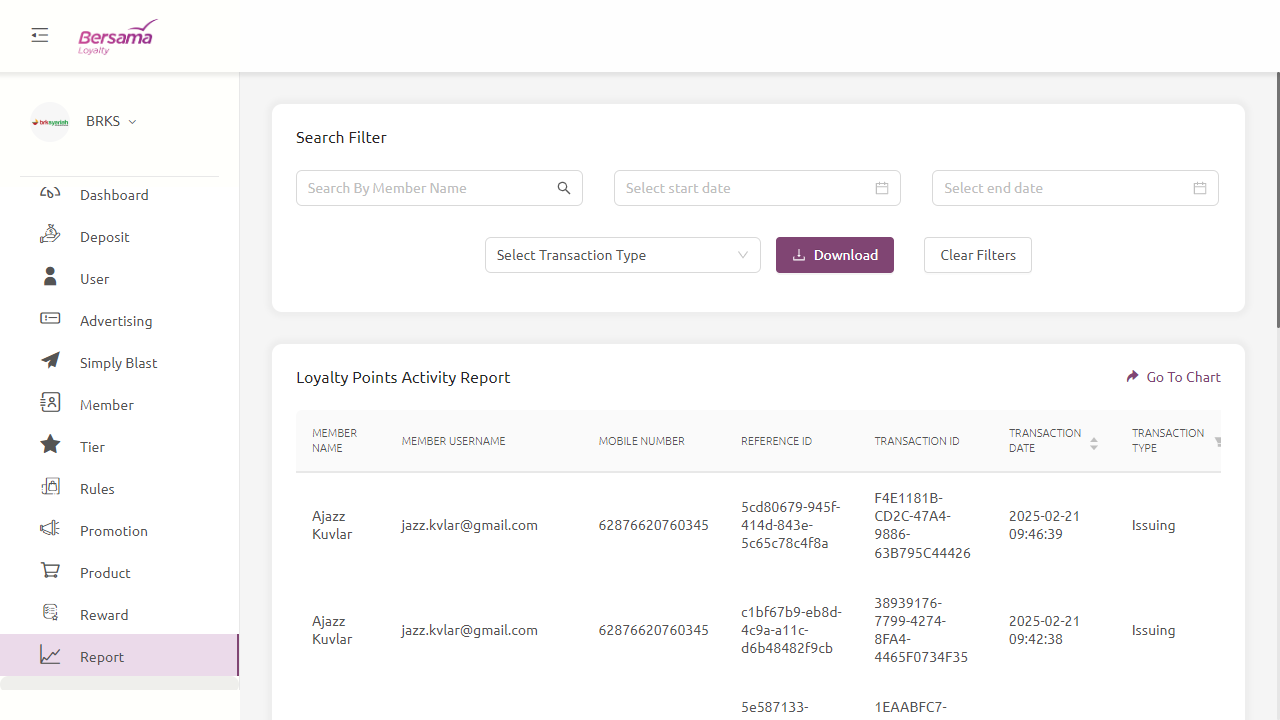 Bersama
Loyalty
brksyariah
BRKS
Dashboard
Deposit
User
Advertising
Simply Blast
Member
Tier
Rules
Promotion
Product
Reward
Report
Search Filter
Search By Member Name
Select start date
Select end date
Select Transaction Type
Download
Clear Filters
Loyalty Points Activity Report
Go To Chart
MEMBER NAME
MEMBER USERNAME
MOBILE NUMBER
REFERENCE ID
TRANSACTION ID
TRANSACTION DATE
TRANSACTION TYPE
Ajazz
Kuvlar
jazz.kvlar@gmail.com
62876620760345
5cd80679-945f-
414d-843e-
5c65c78c4f8a
F4E1181B-
CD2C-47A4-
9886-
63B795C44426
2025-02-21
09:46:39
Issuing
Ajazz
Kuvlar
jazz.kvlar@gmail.com
62876620760345
c1bf67b9-eb8d-
4c9a-a11c-
d6b48482f9cb
38939176-
7799-4274-
8FA4-
4465F0734F35
2025-02-21
09:42:38
Issuing
5e587133-
1EAABFC7-